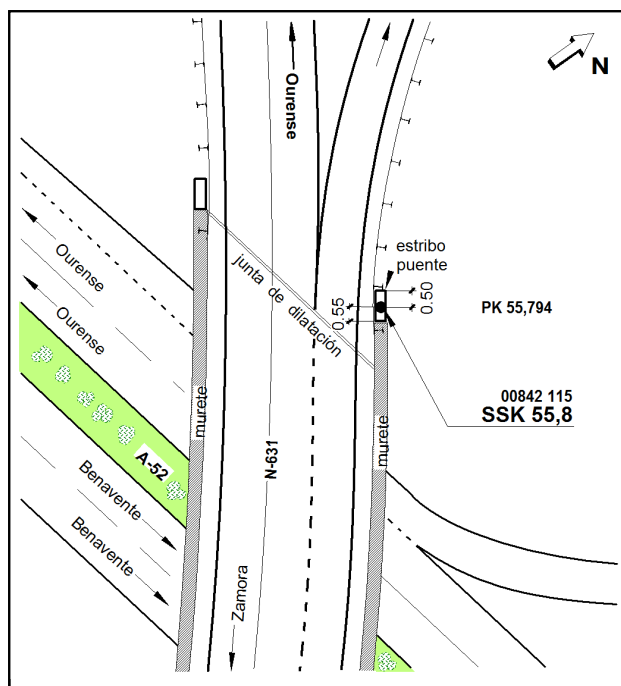 Ourense
N
estribo
puente
0.50
0.55
PK 55,794
junta de dilatación
Ourense
Ourense
00842 115
SSK 55,8
murete
murete
A-52
N-631
Benavente
Benavente
Zamora